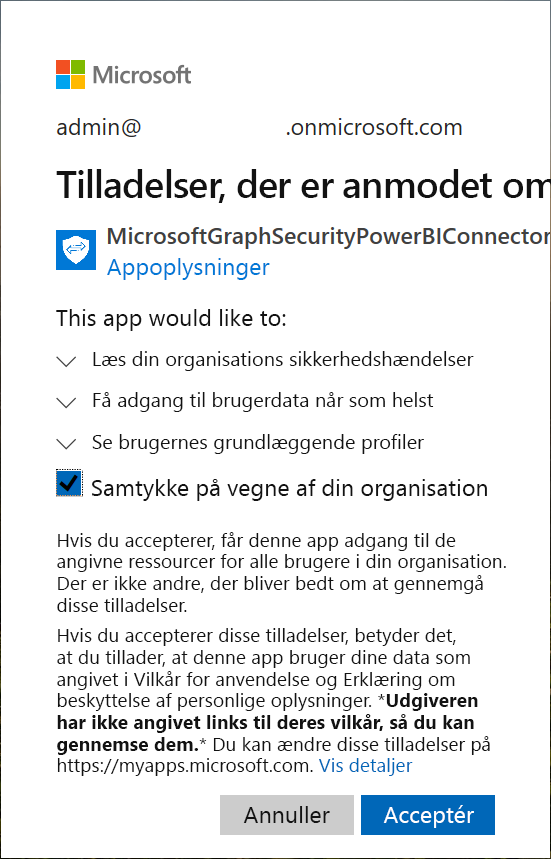 Microsoft
admin@ .onmicrosoft.com
Tilladelser, der er anmodet om
MicrosoftGraphSecurityPowerBIConnector
Appoplysninger
This app would like to:
Læs din organisations sikkerhedshændelser
Få adgang til brugerdata når som helst
Se brugernes grundlæggende profiler
Samtykke på vegne af din organisation
Hvis du accepterer, får denne app adgang til de
angivne ressourcer for alle brugere i din organisation.
Der er ikke andre, der bliver bedt om at gennemgå
disse tilladelser.
Hvis du accepterer disse tilladelser, betyder det,
at du tillader, at denne app bruger dine data som
angivet i Vilkår for anvendelse og Erklæring om
beskyttelse af personlige oplysninger. *Udgiveren
har ikke angivet links til deres vilkår, så du kan
gennemse dem.* Du kan ændre disse tilladelser på
https://myapps.microsoft.com. Vis detaljer
Annuller Acceptér